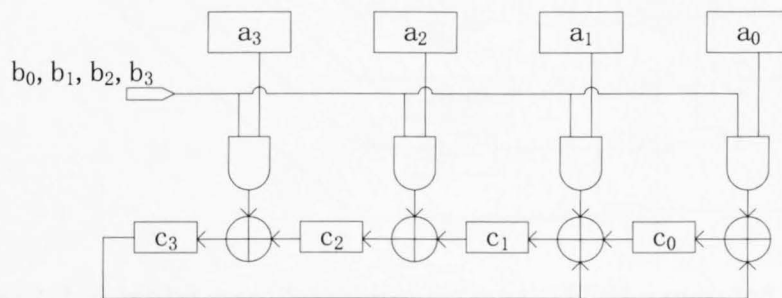 a₃ a₂ a₁ a₀
b₀, b₁, b₂, b₃
c₃ c₂ c₁ c₀